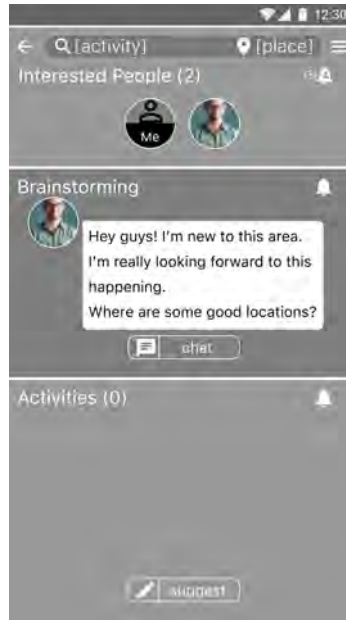 12:30
[activity] [place]
Interested People (2)
Me
Brainstorming
Hey guys! I'm new to this area.
I'm really looking forward to this
happening.
Where are some good locations?
chat
Activities (0)
suggest